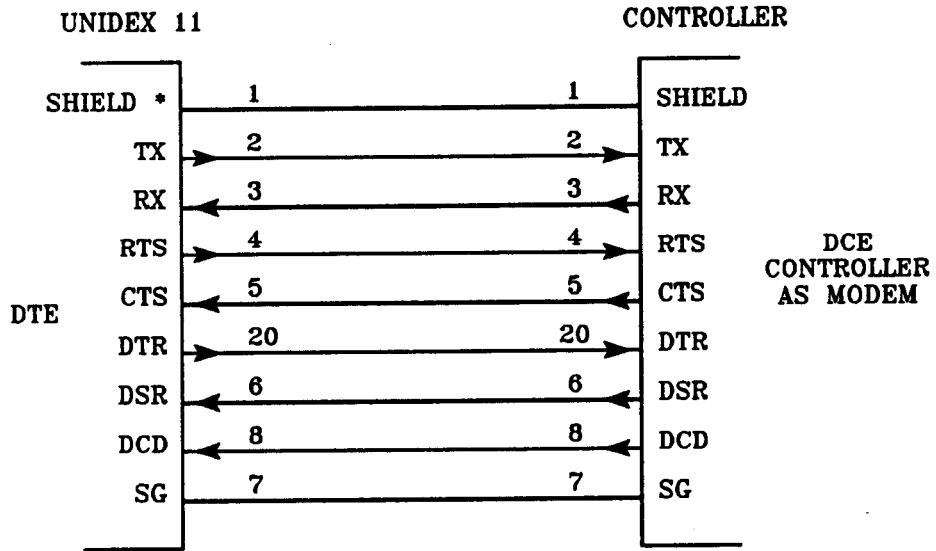 UNIDEX 11 CONTROLLER
SHIELD * 1 1 SHIELD
TX 2 2 TX
RX 3 3 RX
RTS 4 4 RTS
CTS 5 5 CTS
DTR 20 20 DTR
DSR 6 6 DSR
DCD 8 8 DCD
SG 7 7 SG
DTE
DCE
CONTROLLER
AS MODEM